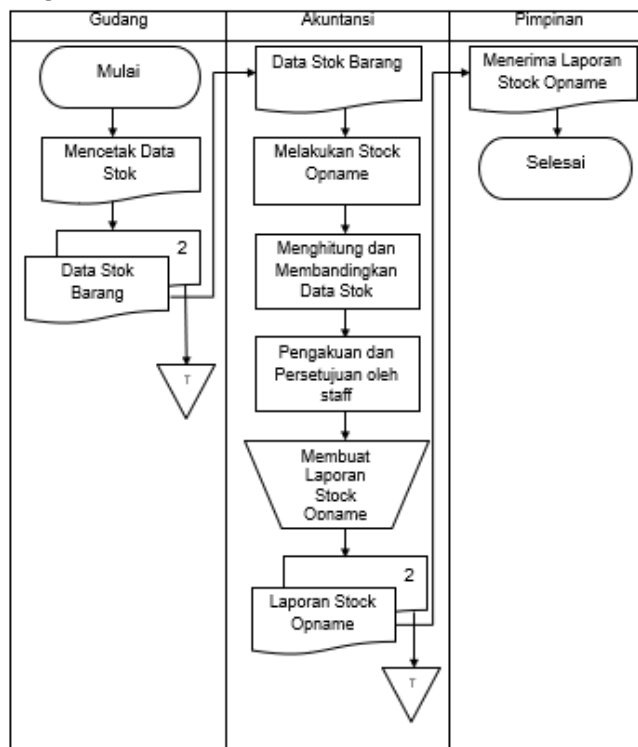 Gudang
Akuntansi
Pimpinan
Mulai
Mencetak Data
Stok
2
Data Stok
Barang
T
Data Stok Barang
Melakukan Stock
Opname
Menghitung dan
Membandingkan
Data Stok
Pengakuan dan
Persetujuan oleh
staff
Membuat
Laporan
Stock
Opname
2
Laporan Stock
Opname
T
Menerima Laporan
Stock Opname
Selesai